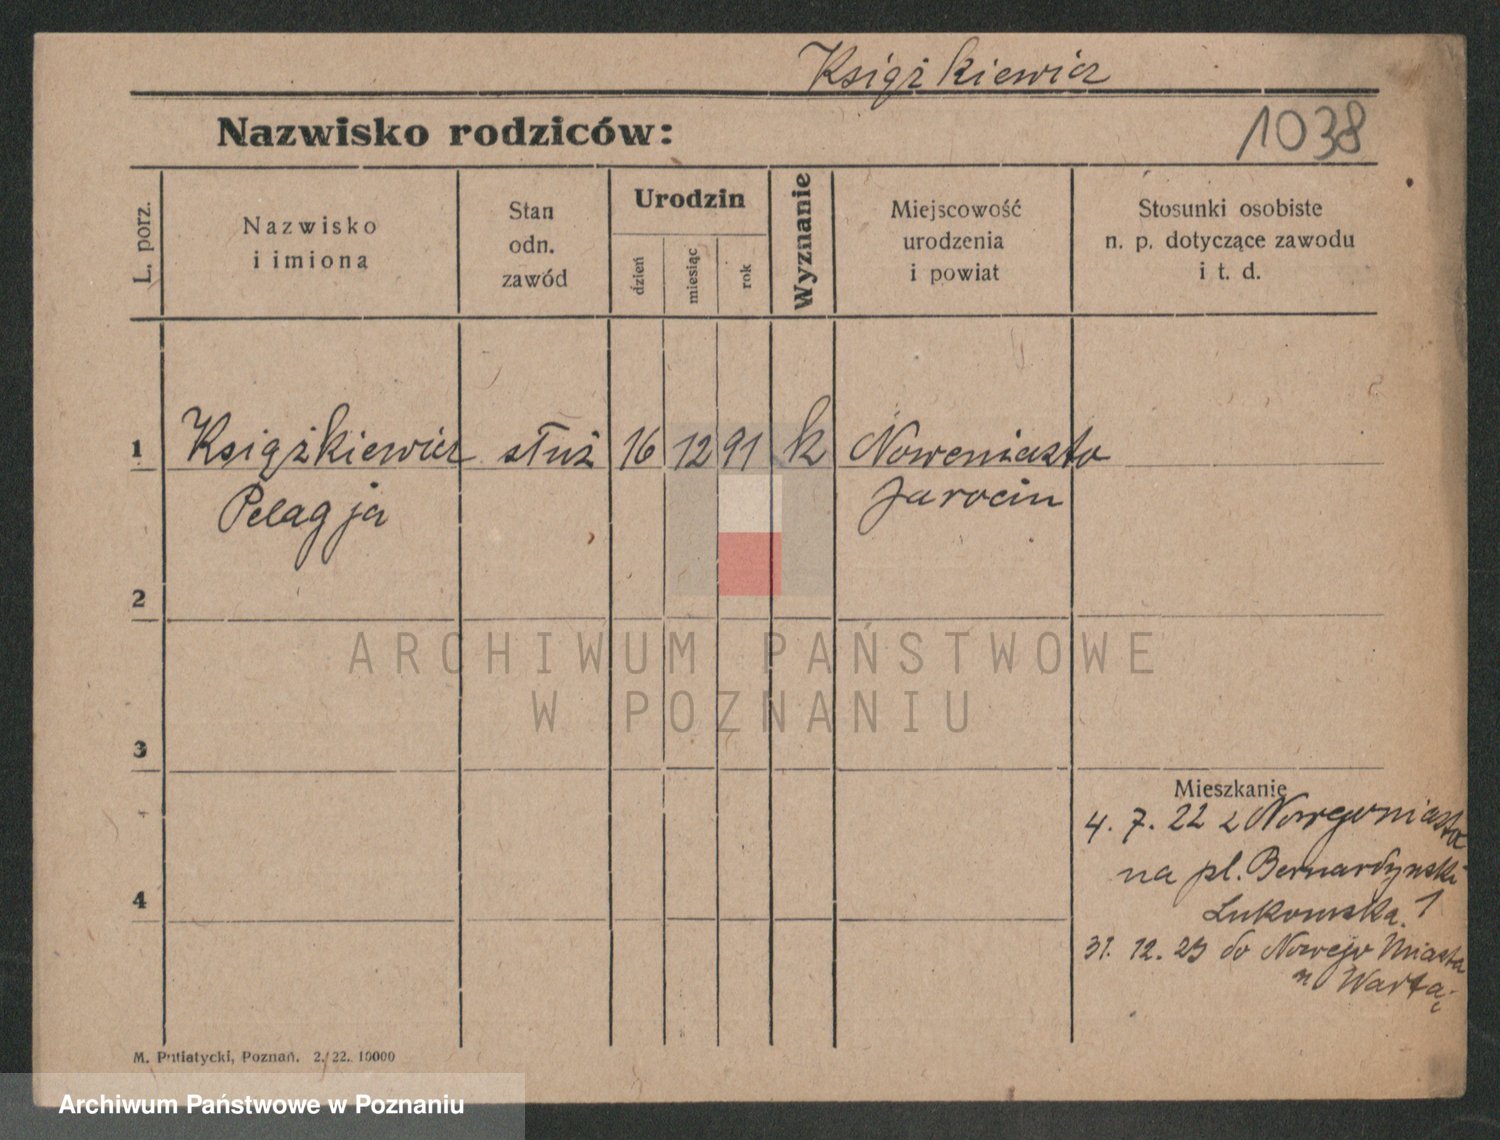 Książkiewicz
Nazwisko rodziców:
1038
L. porz.
Nazwisko
i imiona
Stan
odn.
zawód
Urodzin
dzień
miesiąc
rok
Wyznanie
Miejscowość
urodzenia
i powiat
Stosunki osobiste
n. p. dotyczące zawodu
i t. d.
1 Książkiewicz służ 16 12 91 k Nowemiasto
Pelagja Jarocin
2
ARCHIWUM PAŃSTWOWE
W POZNANIU
3
Mieszkanie
4. 7. 22 z Nowegomiasta
na pl. Bernardyński
4
Lukomska 1
31. 12. 23 do Nowego Miasta
n Wartą.
M. Putiatycki, Poznań. 2. 22. 10000
Archiwum Państwowe w Poznaniu